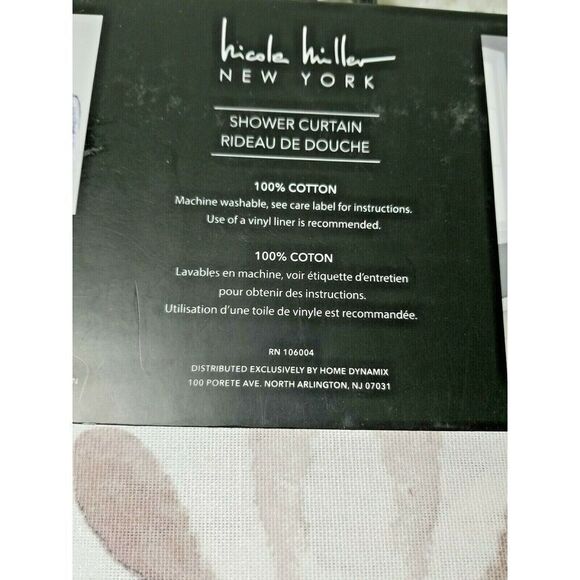 nicole miller
NEW YORK
SHOWER CURTAIN
RIDEAU DE DOUCHE
100% COTTON
Machine washable, see care label for instructions.
Use of a vinyl liner is recommended.
100% COTON
Lavables en machine, voir étiquette d'entretien
pour obtenir des instructions.
Utilisation d'une toile de vinyle est recommandée.
RN 106004
DISTRIBUTED EXCLUSIVELY BY HOME DYNAMIX
100 PORETE AVE. NORTH ARLINGTON, NJ 07031